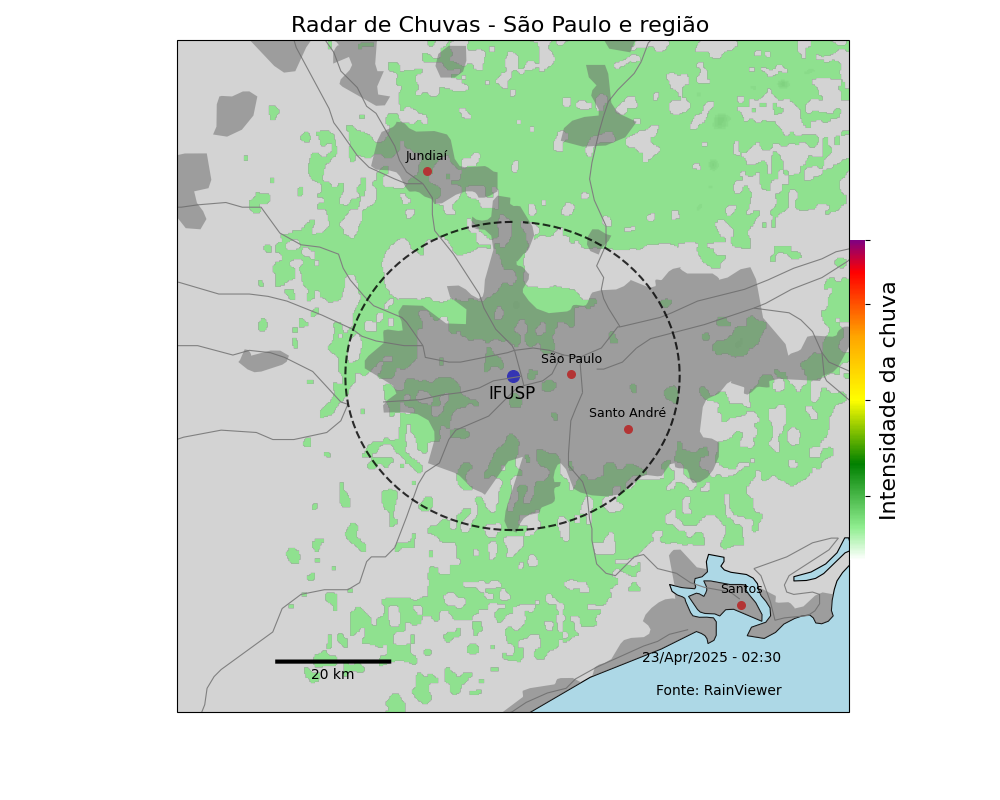 Radar de Chuvas - São Paulo e região
Jundiaí
São Paulo
IFUSP
Santo André
Santos
23/Apr/2025 - 02:30
20 km
Fonte: RainViewer
Intensidade da chuva